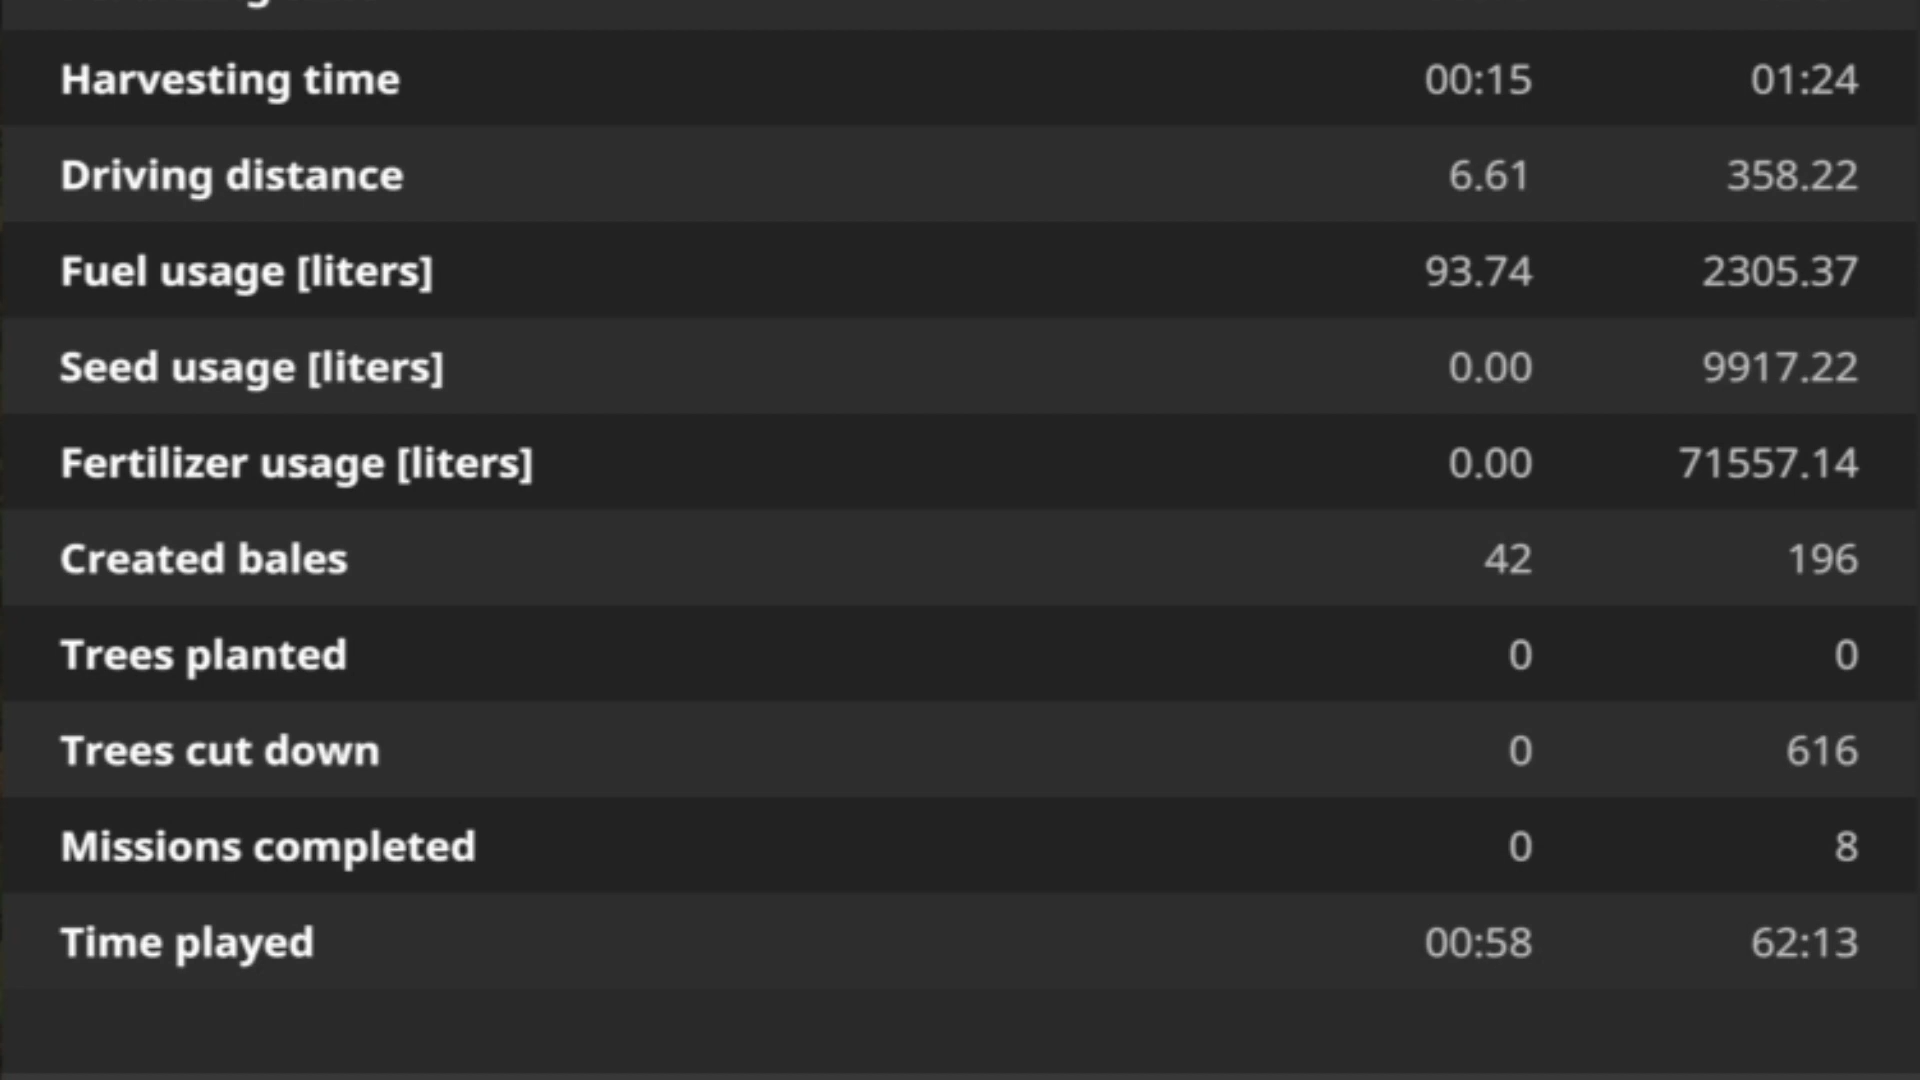 Harvesting time 00:15 01:24
Driving distance 6.61 358.22
Fuel usage [liters] 93.74 2305.37
Seed usage [liters] 0.00 9917.22
Fertilizer usage [liters] 0.00 71557.14
Created bales 42 196
Trees planted 0 0
Trees cut down 0 616
Missions completed 0 8
Time played 00:58 62:13